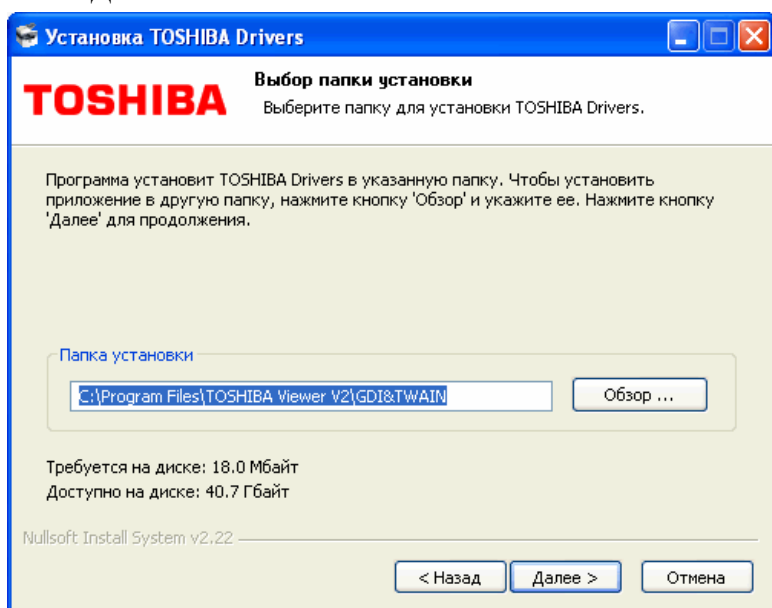 Установка TOSHIBA Drivers
TOSHIBA
Выбор папки установки
Выберите папку для установки TOSHIBA Drivers.
Программа установит TOSHIBA Drivers в указанную папку. Чтобы установить
приложение в другую папку, нажмите кнопку 'Обзор' и укажите ее. Нажмите кнопку
'Далее' для продолжения.
Папка установки
C:\Program Files\TOSHIBA Viewer V2\GDI&TWAIN
Обзор ...
Требуется на диске: 18.0 Мбайт
Доступно на диске: 40.7 Гбайт
Nullsoft Install System v2.22
< Назад
Далее >
Отмена